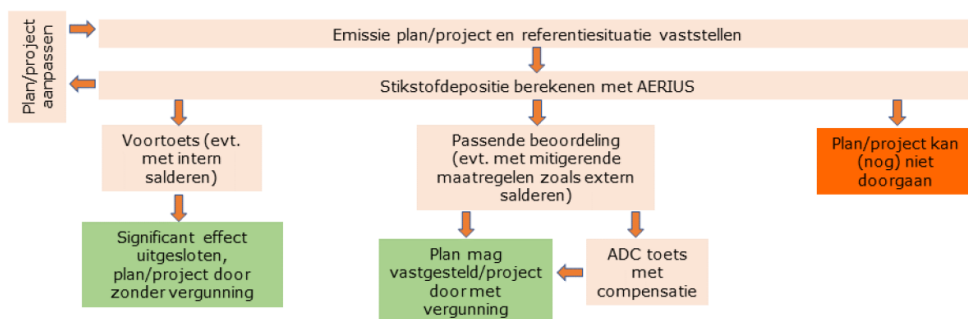 Plan/project
aanpassen
Emissie plan/project en referentiesituatie vaststellen
Stikstofdepositie berekenen met AERIUS
Voortoets (evt.
met intern
salderen)
Passende beoordeling
(evt. met mitigerende
maatregelen zoals extern
salderen)
Plan/project kan
(nog) niet
doorgaan
Significant effect
uitgesloten,
plan/project door
zonder vergunning
Plan mag
vastgesteld/project
door met
vergunning
ADC toets
met
compensatie